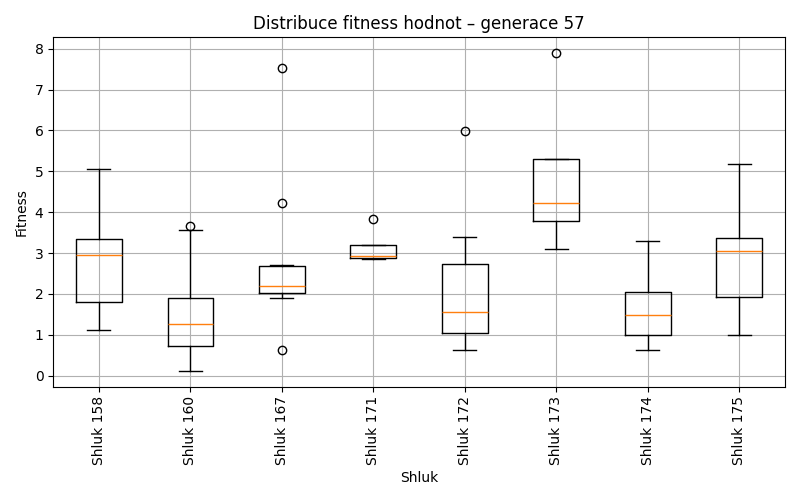 Distribuce fitness hodnot – generace 57
8
7
6
5
4
3
2
1
0
Fitness
Shluk 158
Shluk 160
Shluk 167
Shluk 171
Shluk 172
Shluk 173
Shluk 174
Shluk 175
Shluk